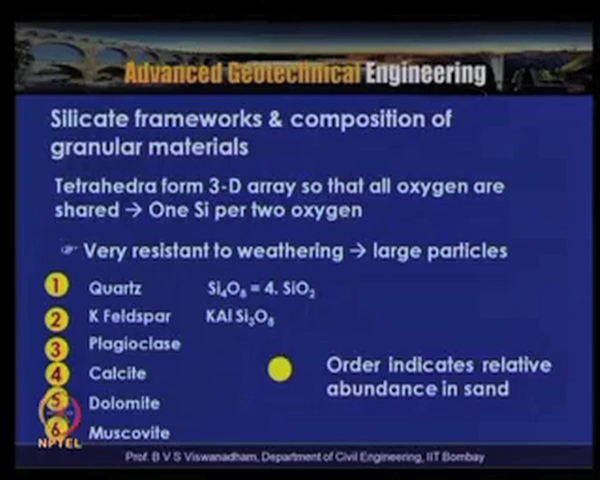 Advanced Geotechnical Engineering
Silicate frameworks & composition of
granular materials
Tetrahedra form 3-D array so that all oxygen are
shared → One Si per two oxygen
☞ Very resistant to weathering → large particles
1 Quartz Si₄O₈ = 4. SiO₂
2 K Feldspar KAl Si₃O₈
3 Plagioclase
4 Calcite
5 Dolomite
6 Muscovite
Order indicates relative
abundance in sand
NPTEL
Prof. B V S Viswanadham, Department of Civil Engineering, IIT Bombay